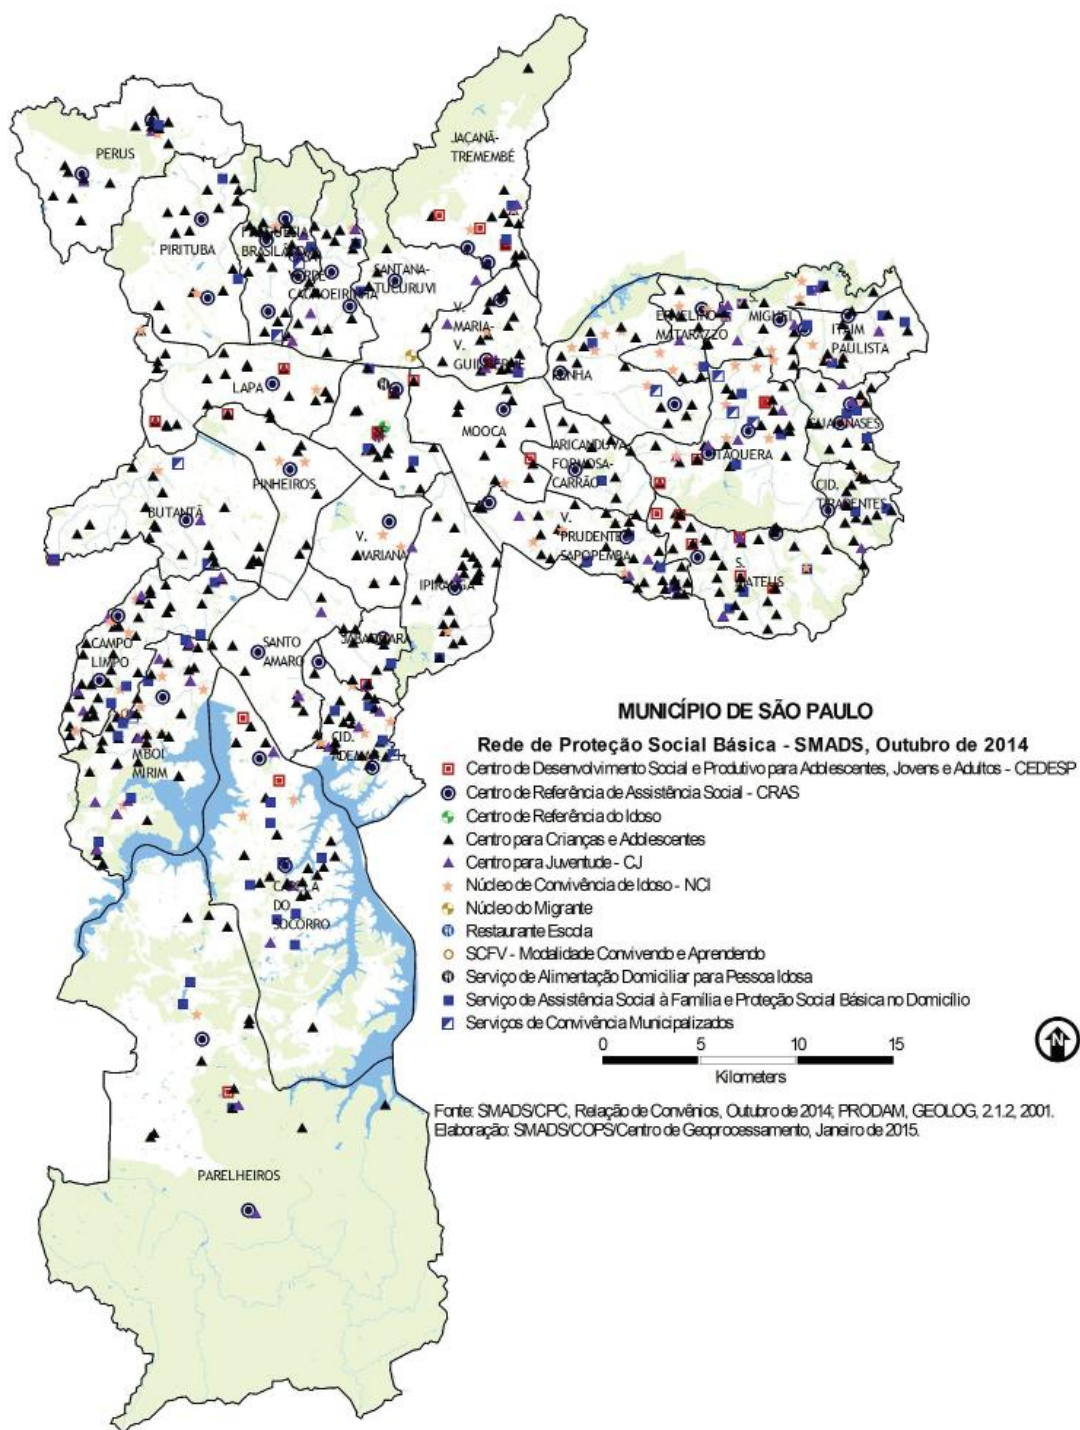 JAÇANÃ-
TREMEMBÉ
PERUS
PIRITUBA
BRASILÂNDIA
CACHOEIRINHA
SANTANA-
TUCURUVI
V.
MARIA-
V.
GUILHERME
ERMELINO
MATARAZZO
S.
MIGUEL
ITAIM
PAULISTA
PENHA
LAPA
MOOCA
ARICANDUVA-
FORMOSA-
CARRÃO
GUAIANASES
ITAQUERA
CID.
TIRADENTES
PINHEIROS
BUTANTÃ
V.
MARIANA
V.
PRUDENTE
SAPOPEMBA
IPIRANGA
S.
MATEUS
CAMPO
LIMPO
SANTO
AMARO
JABAQUARA
CID.
ADEMAR
M'BOI
MIRIM
CAPELA
DO
SOCORRO
PARELHEIROS
MUNICÍPIO DE SÃO PAULO
Rede de Proteção Social Básica - SMADS, Outubro de 2014
Centro de Desenvolvimento Social e Produtivo para Adolescentes, Jovens e Adultos - CEDESP
Centro de Referência de Assistência Social - CRAS
Centro de Referência do Idoso
Centro para Crianças e Adolescentes
Centro para Juventude - CJ
Núcleo de Convivência de Idoso - NCI
Núcleo do Migrante
Restaurante Escola
SCFV - Modalidade Convivendo e Aprendendo
Serviço de Alimentação Domiciliar para Pessoa Idosa
Serviço de Assistência Social à Família e Proteção Social Básica no Domicílio
Serviços de Convivência Municipalizados
N
0 5 10 15
Kilometers
Fonte: SMADS/CPC, Relação de Convênios, Outubro de 2014; PRODAM, GEOLOG, 2.1.2, 2001.
Elaboração: SMADS/COPS/Centro de Geoprocessamento, Janeiro de 2015.